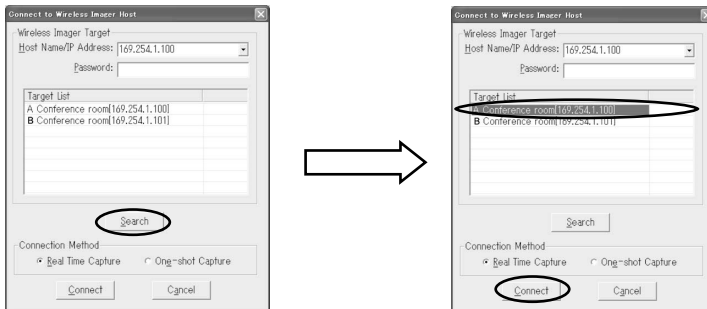 Connect to Wireless Imager Host
Wireless Imager Target
Host Name/IP Address: 169.254.1.100
Password:
Target List
A Conference room[169.254.1.100]
B Conference room[169.254.1.101]
Search
Connection Method
Real Time Capture One-shot Capture
Connect Cancel
Connect to Wireless Imager Host
Wireless Imager Target
Host Name/IP Address: 169.254.1.100
Password:
Target List
A Conference room[169.254.1.100]
B Conference room[169.254.1.101]
Search
Connection Method
Real Time Capture One-shot Capture
Connect Cancel